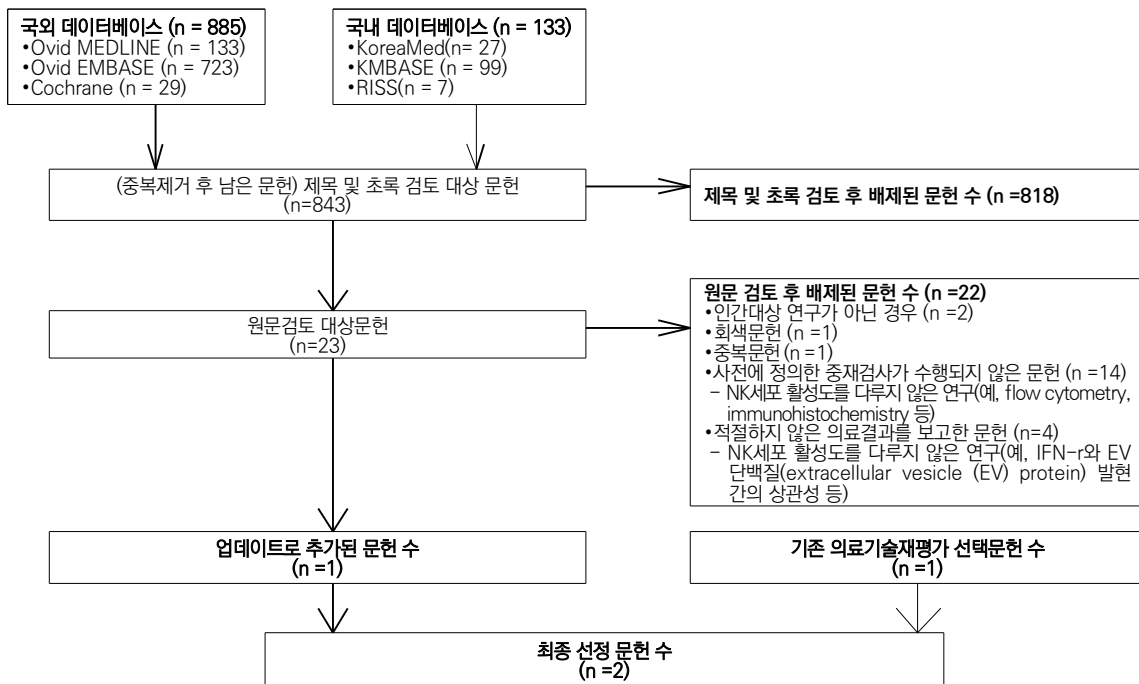 국외 데이터베이스 (n = 885)
•Ovid MEDLINE (n = 133)
•Ovid EMBASE (n = 723)
•Cochrane (n = 29)
국내 데이터베이스 (n = 133)
•KoreaMed(n= 27)
•KMBASE (n = 99)
•RISS(n = 7)
(중복제거 후 남은 문헌) 제목 및 초록 검토 대상 문헌
(n=843)
제목 및 초록 검토 후 배제된 문헌 수 (n =818)
원문검토 대상문헌
(n=23)
원문 검토 후 배제된 문헌 수 (n =22)
•인간대상 연구가 아닌 경우 (n =2)
•회색문헌 (n =1)
•중복문헌 (n =1)
•사전에 정의한 중재검사가 수행되지 않은 문헌 (n =14)
– NK세포 활성도를 다루지 않은 연구(예, flow cytometry,
immunohistochemistry 등)
•적절하지 않은 의료결과를 보고한 문헌 (n=4)
– NK세포 활성도를 다루지 않은 연구(예, IFN-r와 EV
단백질(extracellular vesicle (EV) protein) 발현
간의 상관성 등)
업데이트로 추가된 문헌 수
(n =1)
기존 의료기술재평가 선택문헌 수
(n =1)
최종 선정 문헌 수
(n =2)